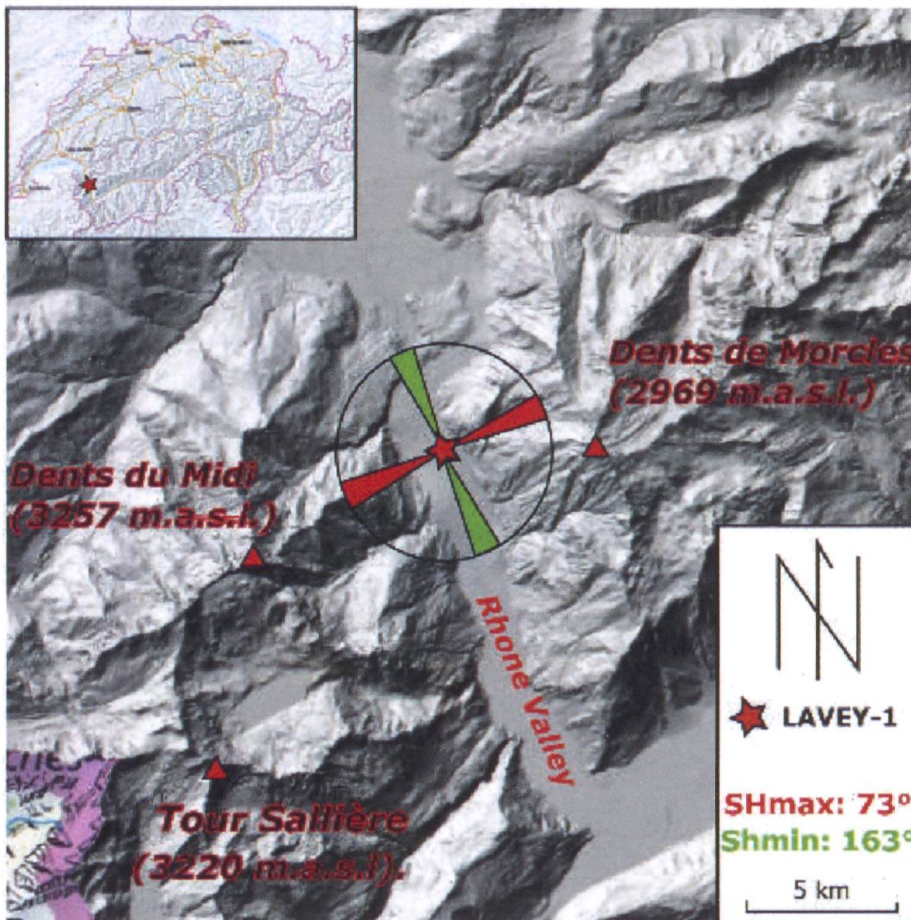 Dents de Morcles
(2969 m.a.s.l.)
Dents du Midi
(3257 m.a.s.l.)
Rhone Valley
Tour Sallière
(3220 m.a.s.l).
N
LAVEY-1
SHmax: 73°
Shmin: 163°
5 km